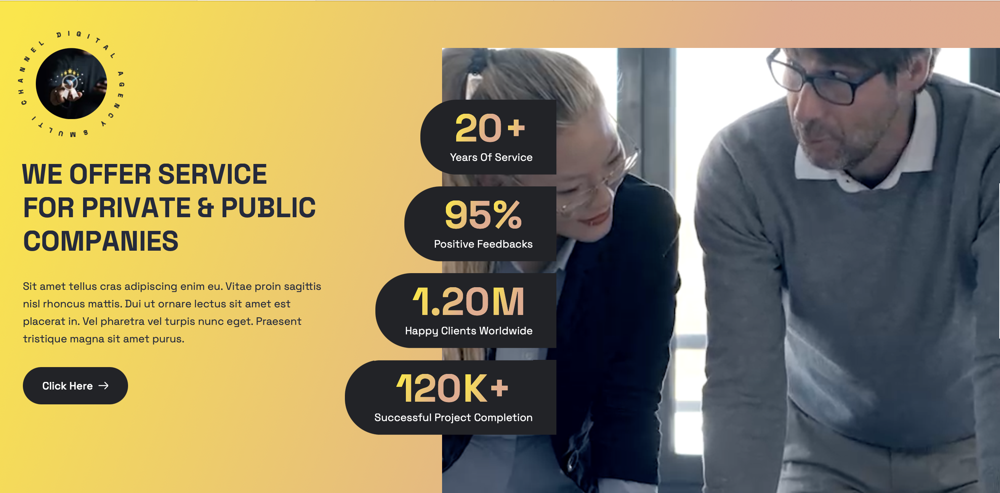 MULTI CHANNEL DIGITAL AGENCY S
WE OFFER SERVICE
FOR PRIVATE & PUBLIC
COMPANIES
Sit amet tellus cras adipiscing enim eu. Vitae proin sagittis
nisl rhoncus mattis. Dui ut ornare lectus sit amet est
placerat in. Vel pharetra vel turpis nunc eget. Praesent
tristique magna sit amet purus.
Click Here →
20+
Years Of Service
95%
Positive Feedbacks
1.20M
Happy Clients Worldwide
120K+
Successful Project Completion